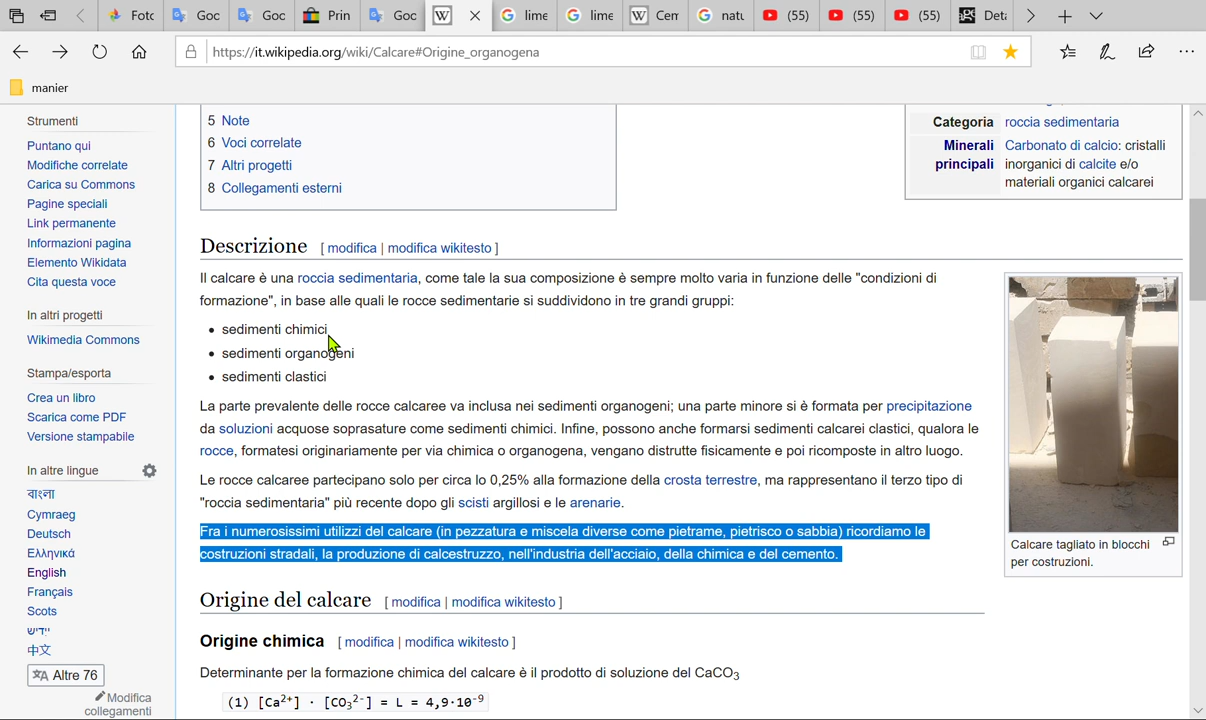 Foto
Goc
Goc
Prin
Goc
lime
lime
Cem
natu
(55)
(55)
(55)
Deta
https://it.wikipedia.org/wiki/Calcare#Origine_organogena
manier
Strumenti
Puntano qui
Modifiche correlate
Carica su Commons
Pagine speciali
Link permanente
Informazioni pagina
Elemento Wikidata
Cita questa voce
In altri progetti
Wikimedia Commons
Stampa/esporta
Crea un libro
Scarica come PDF
Versione stampabile
In altre lingue
বাংলা
Cymraeg
Deutsch
Ελληνικά
English
Français
Scots
ייִדיש
中文
Altre 76
Modifica
collegamenti
5 Note
6 Voci correlate
7 Altri progetti
8 Collegamenti esterni
Categoria roccia sedimentaria
Minerali principali Carbonato di calcio: cristalli
inorganici di calcite e/o
materiali organici calcarei
Descrizione [ modifica | modifica wikitesto ]
Il calcare è una roccia sedimentaria, come tale la sua composizione è sempre molto varia in funzione delle "condizioni di
formazione", in base alle quali le rocce sedimentarie si suddividono in tre grandi gruppi:
• sedimenti chimici
• sedimenti organogeni
• sedimenti clastici
La parte prevalente delle rocce calcaree va inclusa nei sedimenti organogeni; una parte minore si è formata per precipitazione
da soluzioni acquose soprasature come sedimenti chimici. Infine, possono anche formarsi sedimenti calcarei clastici, qualora le
rocce, formatesi originariamente per via chimica o organogena, vengano distrutte fisicamente e poi ricomposte in altro luogo.
Le rocce calcaree partecipano solo per circa lo 0,25% alla formazione della crosta terrestre, ma rappresentano il terzo tipo di
"roccia sedimentaria" più recente dopo gli scisti argillosi e le arenarie.
Fra i numerosissimi utilizzi del calcare (in pezzatura e miscela diverse come pietrame, pietrisco o sabbia) ricordiamo le
costruzioni stradali, la produzione di calcestruzzo, nell'industria dell'acciaio, della chimica e del cemento.
Calcare tagliato in blocchi
per costruzioni.
Origine del calcare [ modifica | modifica wikitesto ]
Origine chimica [ modifica | modifica wikitesto ]
Determinante per la formazione chimica del calcare è il prodotto di soluzione del CaCO₃
(1) [Ca²⁺] · [CO₃²⁻] = L = 4,9·10⁻⁹